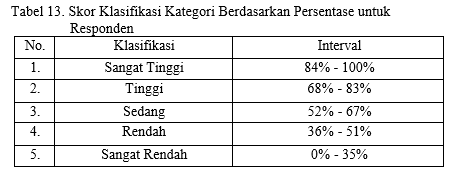 Tabel 13. Skor Klasifikasi Kategori Berdasarkan Persentase untuk
Responden
No. Klasifikasi Interval
1. Sangat Tinggi 84% - 100%
2. Tinggi 68% - 83%
3. Sedang 52% - 67%
4. Rendah 36% - 51%
5. Sangat Rendah 0% - 35%